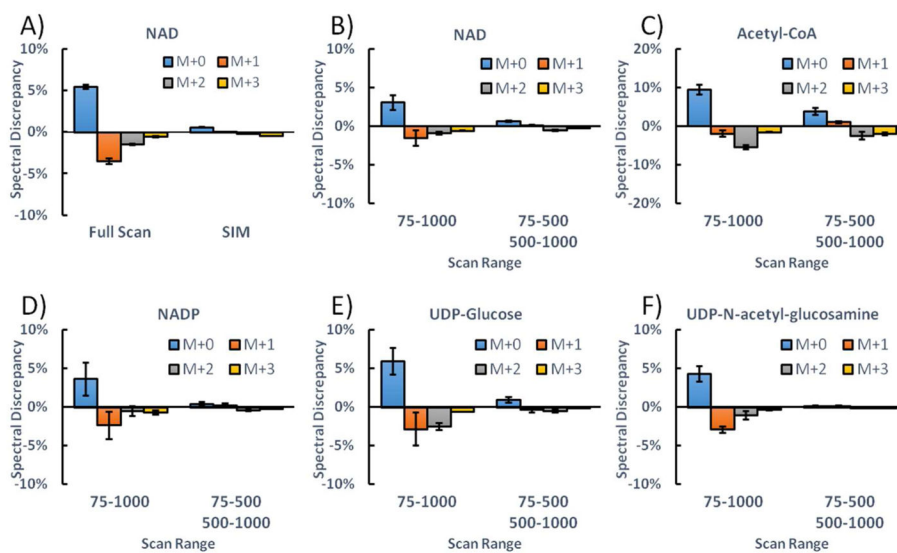 A)
NAD
M+0 M+1
M+2 M+3
Spectral Discrepancy
10%
5%
0%
-5%
-10%
Full Scan SIM
B)
NAD
M+0 M+1
M+2 M+3
Spectral Discrepancy
10%
5%
0%
-5%
-10%
75-1000 75-500
500-1000
Scan Range
C)
Acetyl-CoA
M+0 M+1
M+2 M+3
Spectral Discrepancy
20%
10%
0%
-10%
-20%
75-1000 75-500
500-1000
Scan Range
D)
NADP
M+0 M+1
M+2 M+3
Spectral Discrepancy
10%
5%
0%
-5%
-10%
75-1000 75-500
500-1000
Scan Range
E)
UDP-Glucose
M+0 M+1
M+2 M+3
Spectral Discrepancy
10%
5%
0%
-5%
-10%
75-1000 75-500
500-1000
Scan Range
F)
UDP-N-acetyl-glucosamine
M+0 M+1
M+2 M+3
Spectral Discrepancy
10%
5%
0%
-5%
-10%
75-1000 75-500
500-1000
Scan Range